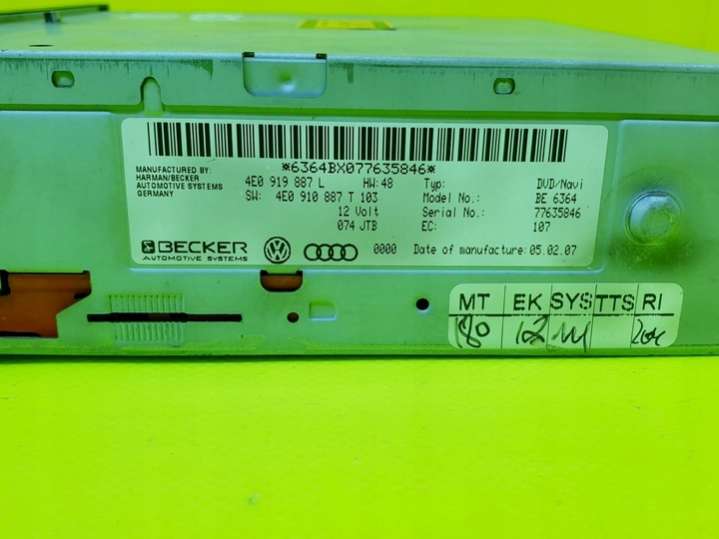 *6364BX077635846*
MANUFACTURED BY:
HARMAN/BECKER
AUTOMOTIVE SYSTEMS
GERMANY
4E0 919 887 L HW: 48
SW: 4E0 910 887 T 103
12 Volt
074 JTB
Typ: DVD/Navi
Model No.: BE 6364
Serial No.: 77635846
EC: 107
BECKER
AUTOMOTIVE SYSTEMS
0000 Date of manufacture: 05.02.07
MT EK SYS TTS RI
80